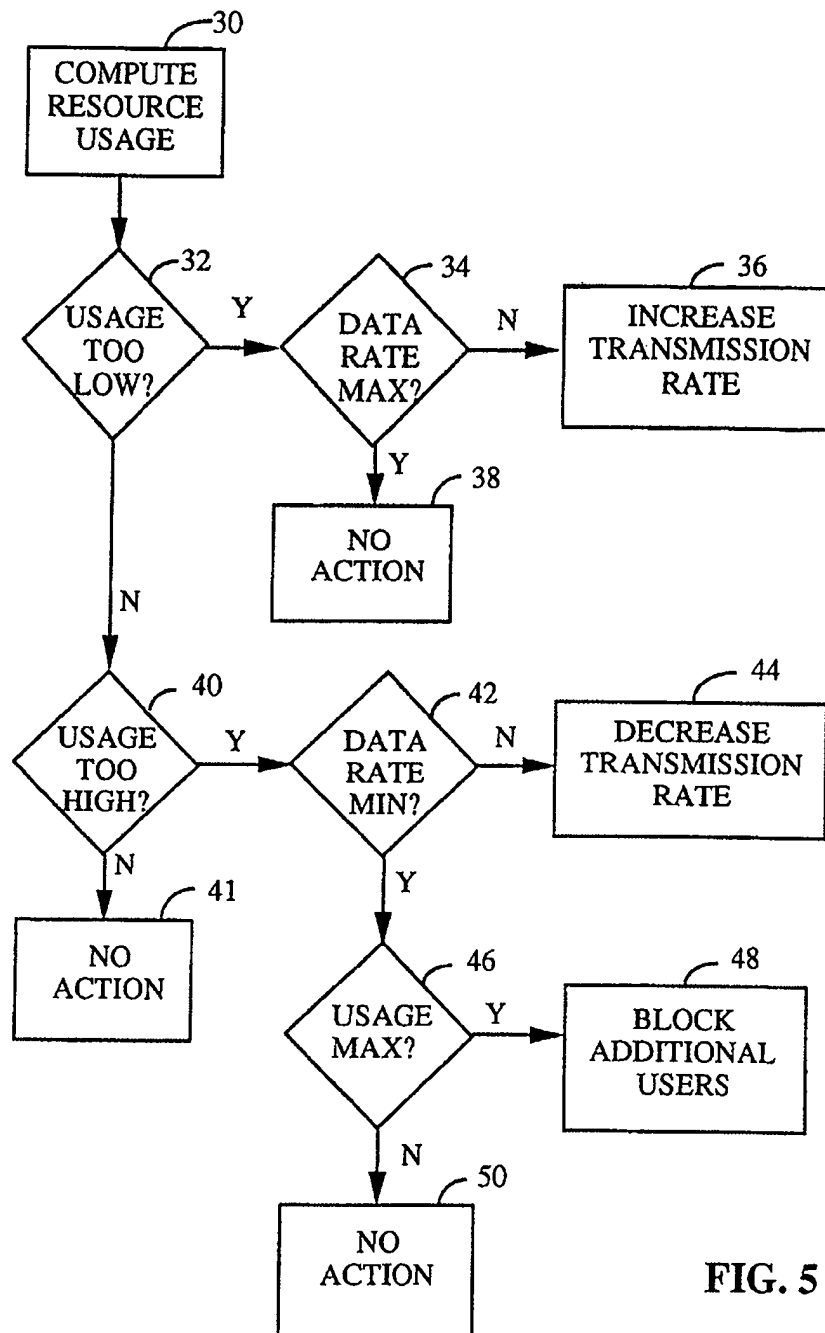 30
COMPUTE
RESOURCE
USAGE
32
USAGE
TOO
LOW?
Y
34
DATA
RATE
MAX?
N
36
INCREASE
TRANSMISSION
RATE
Y
38
NO
ACTION
N
40
USAGE
TOO
HIGH?
Y
42
DATA
RATE
MIN?
N
44
DECREASE
TRANSMISSION
RATE
N
41
NO
ACTION
Y
46
USAGE
MAX?
Y
48
BLOCK
ADDITIONAL
USERS
N
50
NO
ACTION
FIG. 5